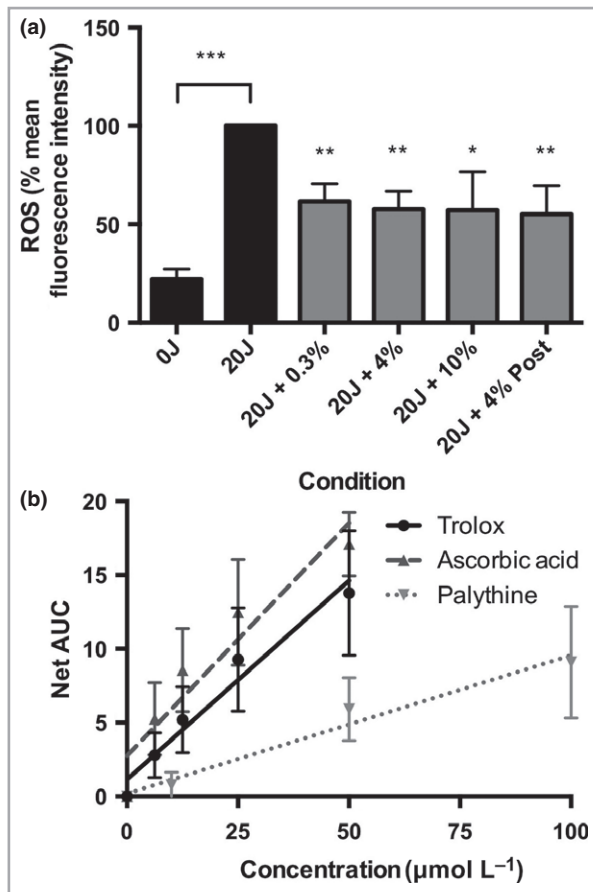 (a)
ROS (% mean
fluorescence intensity)
150
100
50
0
***
**
**
*
**
0J
20J
20J + 0.3%
20J + 4%
20J + 10%
20J + 4% Post
Condition
(b)
Net AUC
20
15
10
5
0
Trolox
Ascorbic acid
Palythine
0
25
50
75
100
Concentration (μmol L⁻¹)